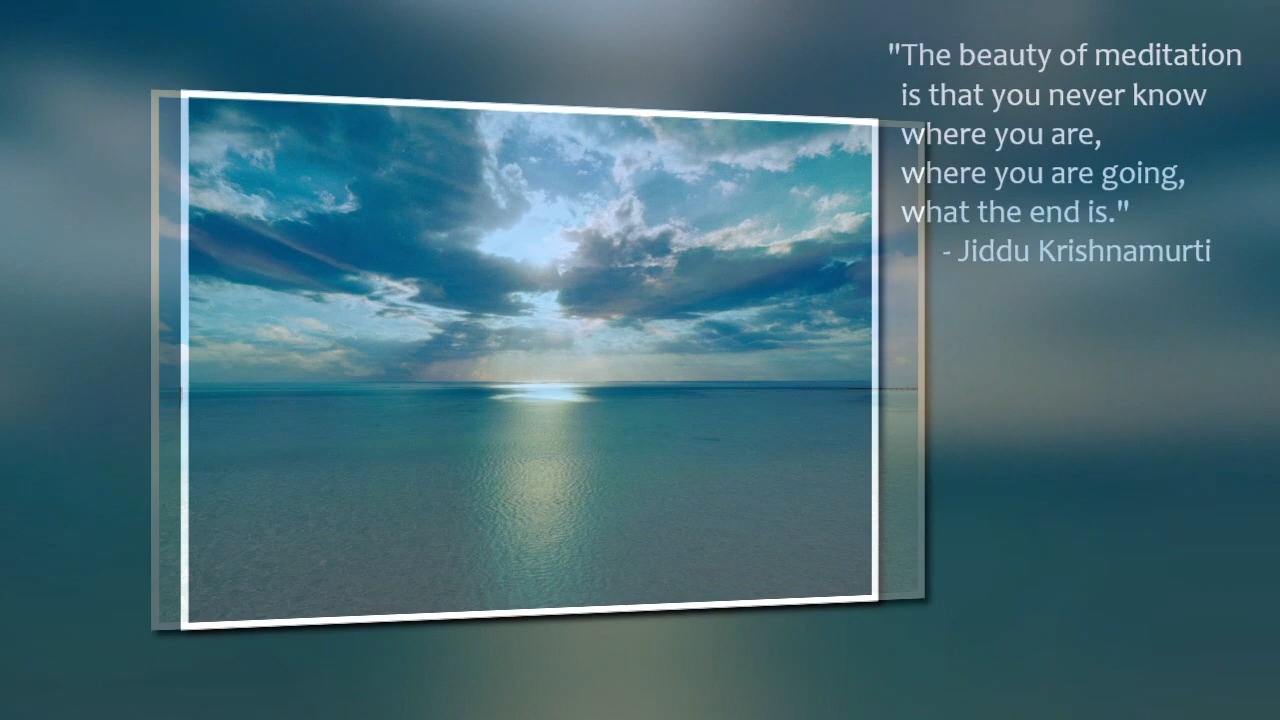 "The beauty of meditation
is that you never know
where you are,
where you are going,
what the end is."
- Jiddu Krishnamurti